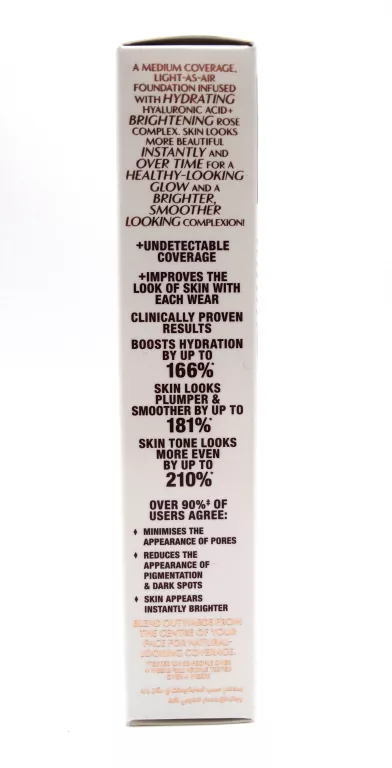 A MEDIUM COVERAGE,
LIGHT-AS-AIR
FOUNDATION INFUSED
WITH HYDRATING
HYALURONIC ACID+
BRIGHTENING ROSE
COMPLEX. SKIN LOOKS
MORE BEAUTIFUL
INSTANTLY AND
OVER TIME FOR A
HEALTHY-LOOKING
GLOW AND A
BRIGHTER,
SMOOTHER
LOOKING COMPLEXION!
+UNDETECTABLE
COVERAGE
+IMPROVES THE
LOOK OF SKIN WITH
EACH WEAR
CLINICALLY PROVEN
RESULTS
BOOSTS HYDRATION
BY UP TO
166%*
SKIN LOOKS
PLUMPER &
SMOOTHER BY UP TO
181%*
SKIN TONE LOOKS
MORE EVEN
BY UP TO
210%*
OVER 90%‡ OF
USERS AGREE:
♦ MINIMISES THE
APPEARANCE OF PORES
♦ REDUCES THE
APPEARANCE OF
PIGMENTATION
& DARK SPOTS
♦ SKIN APPEARS
INSTANTLY BRIGHTER
BLEND OUTWARDS FROM
THE CENTRE OF YOUR
FACE FOR NATURAL-
LOOKING COVERAGE.